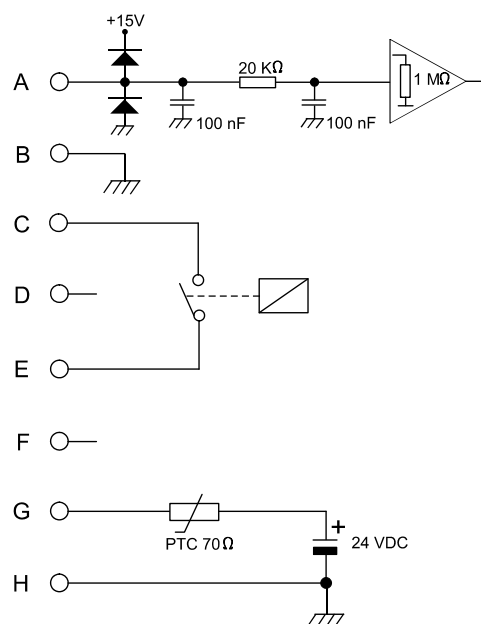 +15V
A
20 KΩ
1 MΩ
100 nF
100 nF
B
C
D
E
F
G
PTC 70Ω
+
24 VDC
H